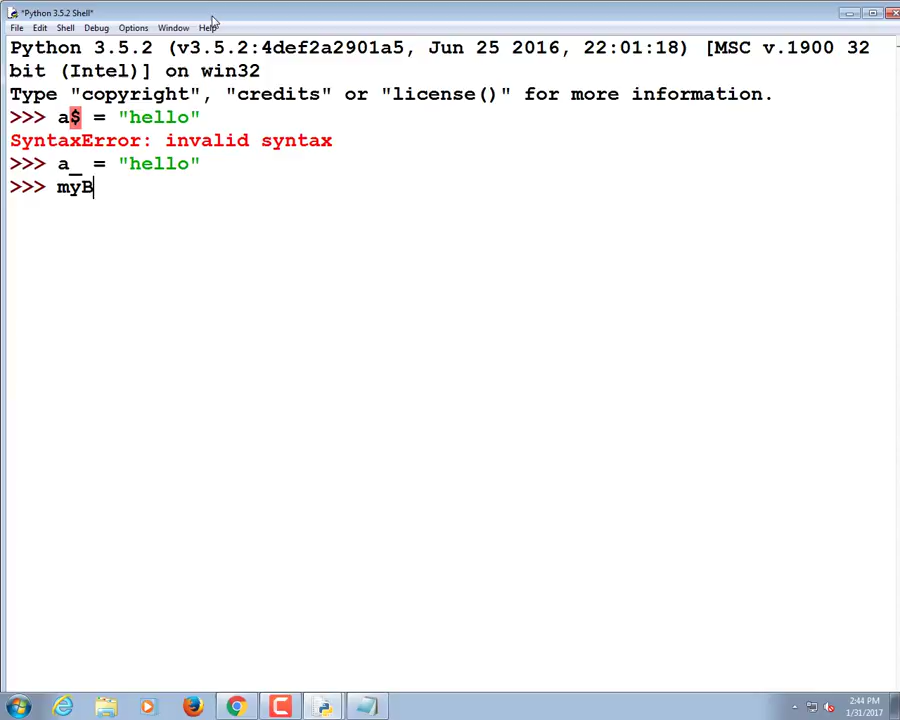 *Python 3.5.2 Shell*
File Edit Shell Debug Options Window Help
Python 3.5.2 (v3.5.2:4def2a2901a5, Jun 25 2016, 22:01:18) [MSC v.1900 32
bit (Intel)] on win32
Type "copyright", "credits" or "license()" for more information.
>>> a$ = "hello"
SyntaxError: invalid syntax
>>> a_ = "hello"
>>> myB
2:44 PM
1/31/2017